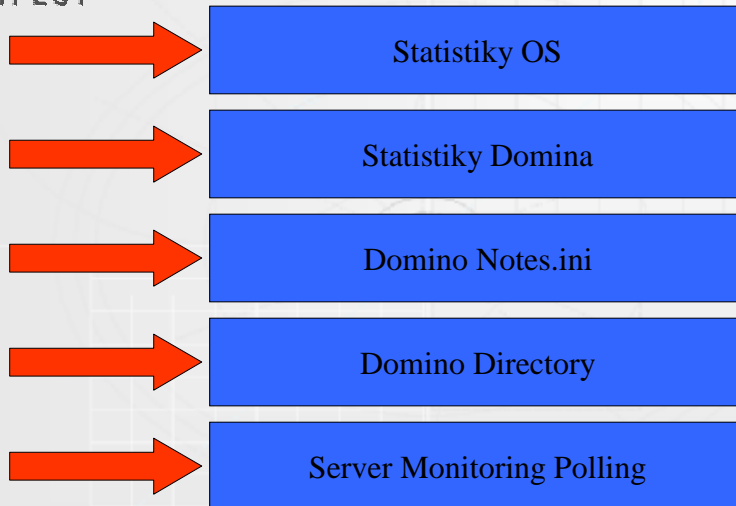 Statistiky OS
Statistiky Domina
Domino Notes.ini
Domino Directory
Server Monitoring Polling